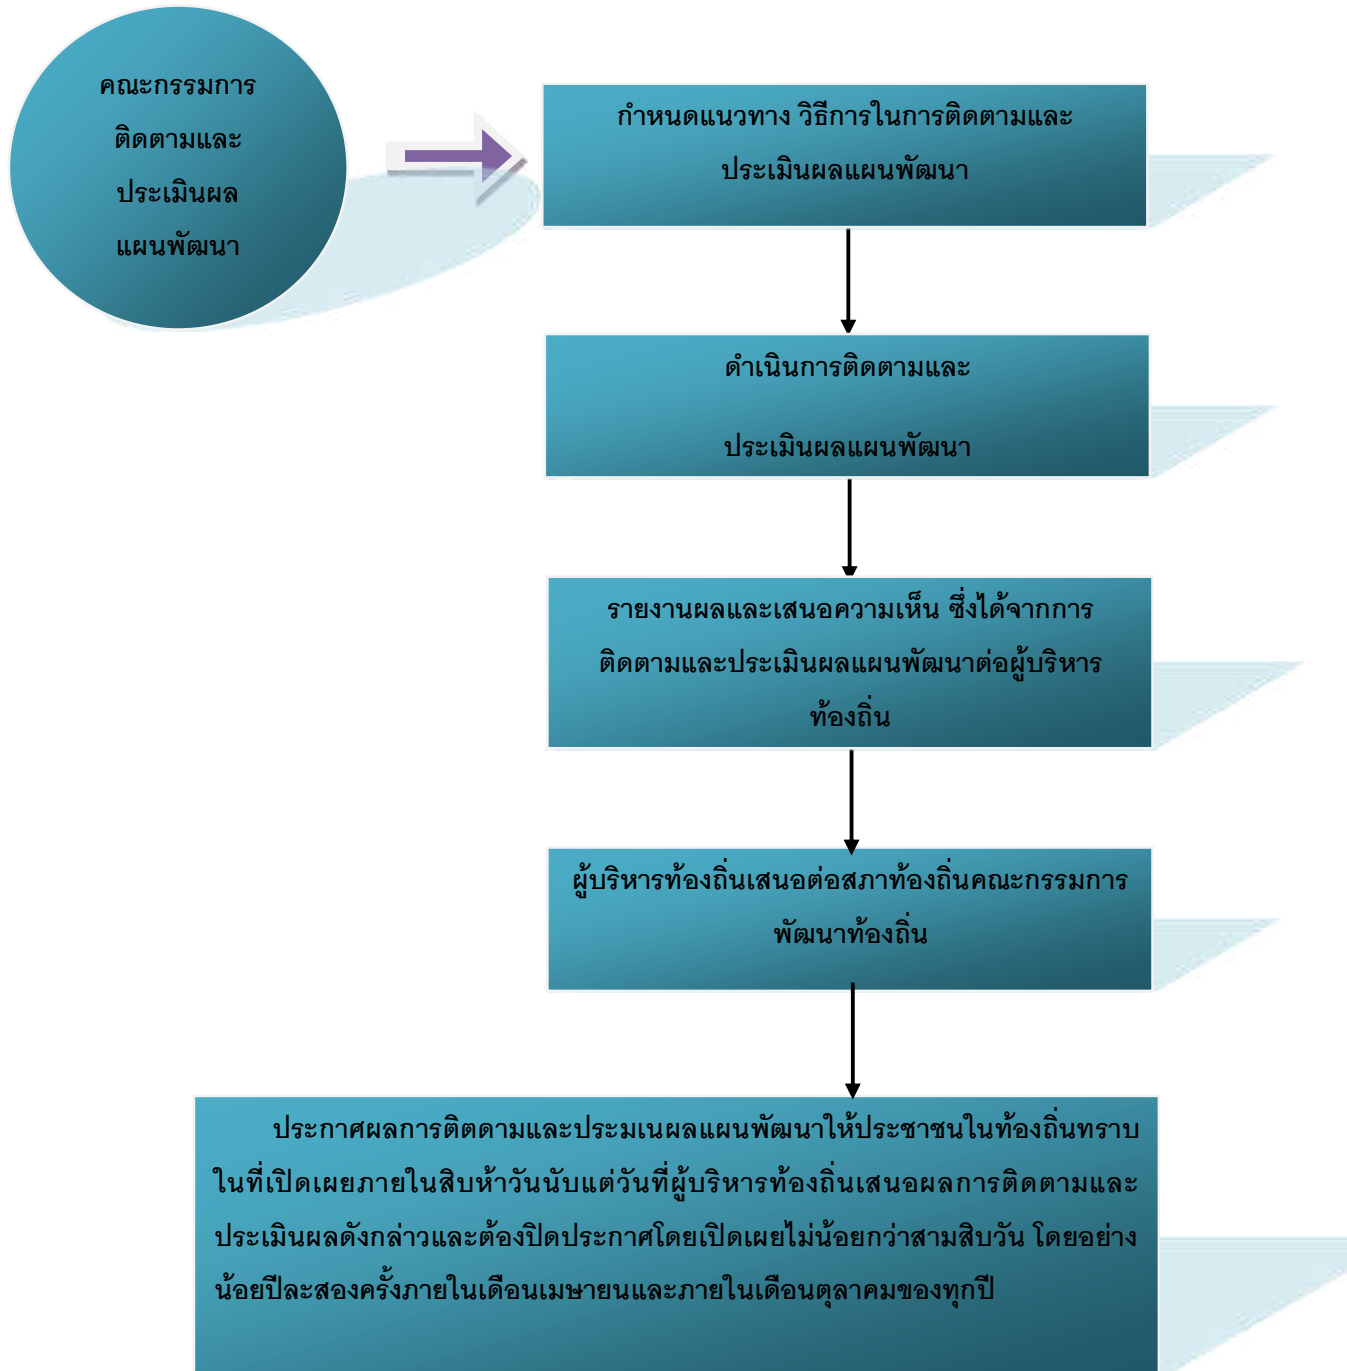 คณะกรรมการ
ติดตามและ
ประเมินผล
แผนพัฒนา
กำหนดแนวทาง วิธีการในการติดตามและ
ประเมินผลแผนพัฒนา
ดำเนินการติดตามและ
ประเมินผลแผนพัฒนา
รายงานผลและเสนอความเห็น ซึ่งได้จากการ
ติดตามและประเมินผลแผนพัฒนาต่อผู้บริหาร
ท้องถิ่น
ผู้บริหารท้องถิ่นเสนอต่อสภาท้องถิ่นคณะกรรมการ
พัฒนาท้องถิ่น
ประกาศผลการติตดามและประมเนผลแผนพัฒนาให้ประชาชนในท้องถิ่นทราบ
ในที่เปิดเผยภายในสิบห้าวันนับแต่วันที่ผู้บริหารท้องถิ่นเสนอผลการติดตามและ
ประเมินผลดังกล่าวและต้องปิดประกาศโดยเปิดเผยไม่น้อยกว่าสามสิบวัน โดยอย่าง
น้อยปีละสองครั้งภายในเดือนเมษายนและภายในเดือนตุลาคมของทุกปี